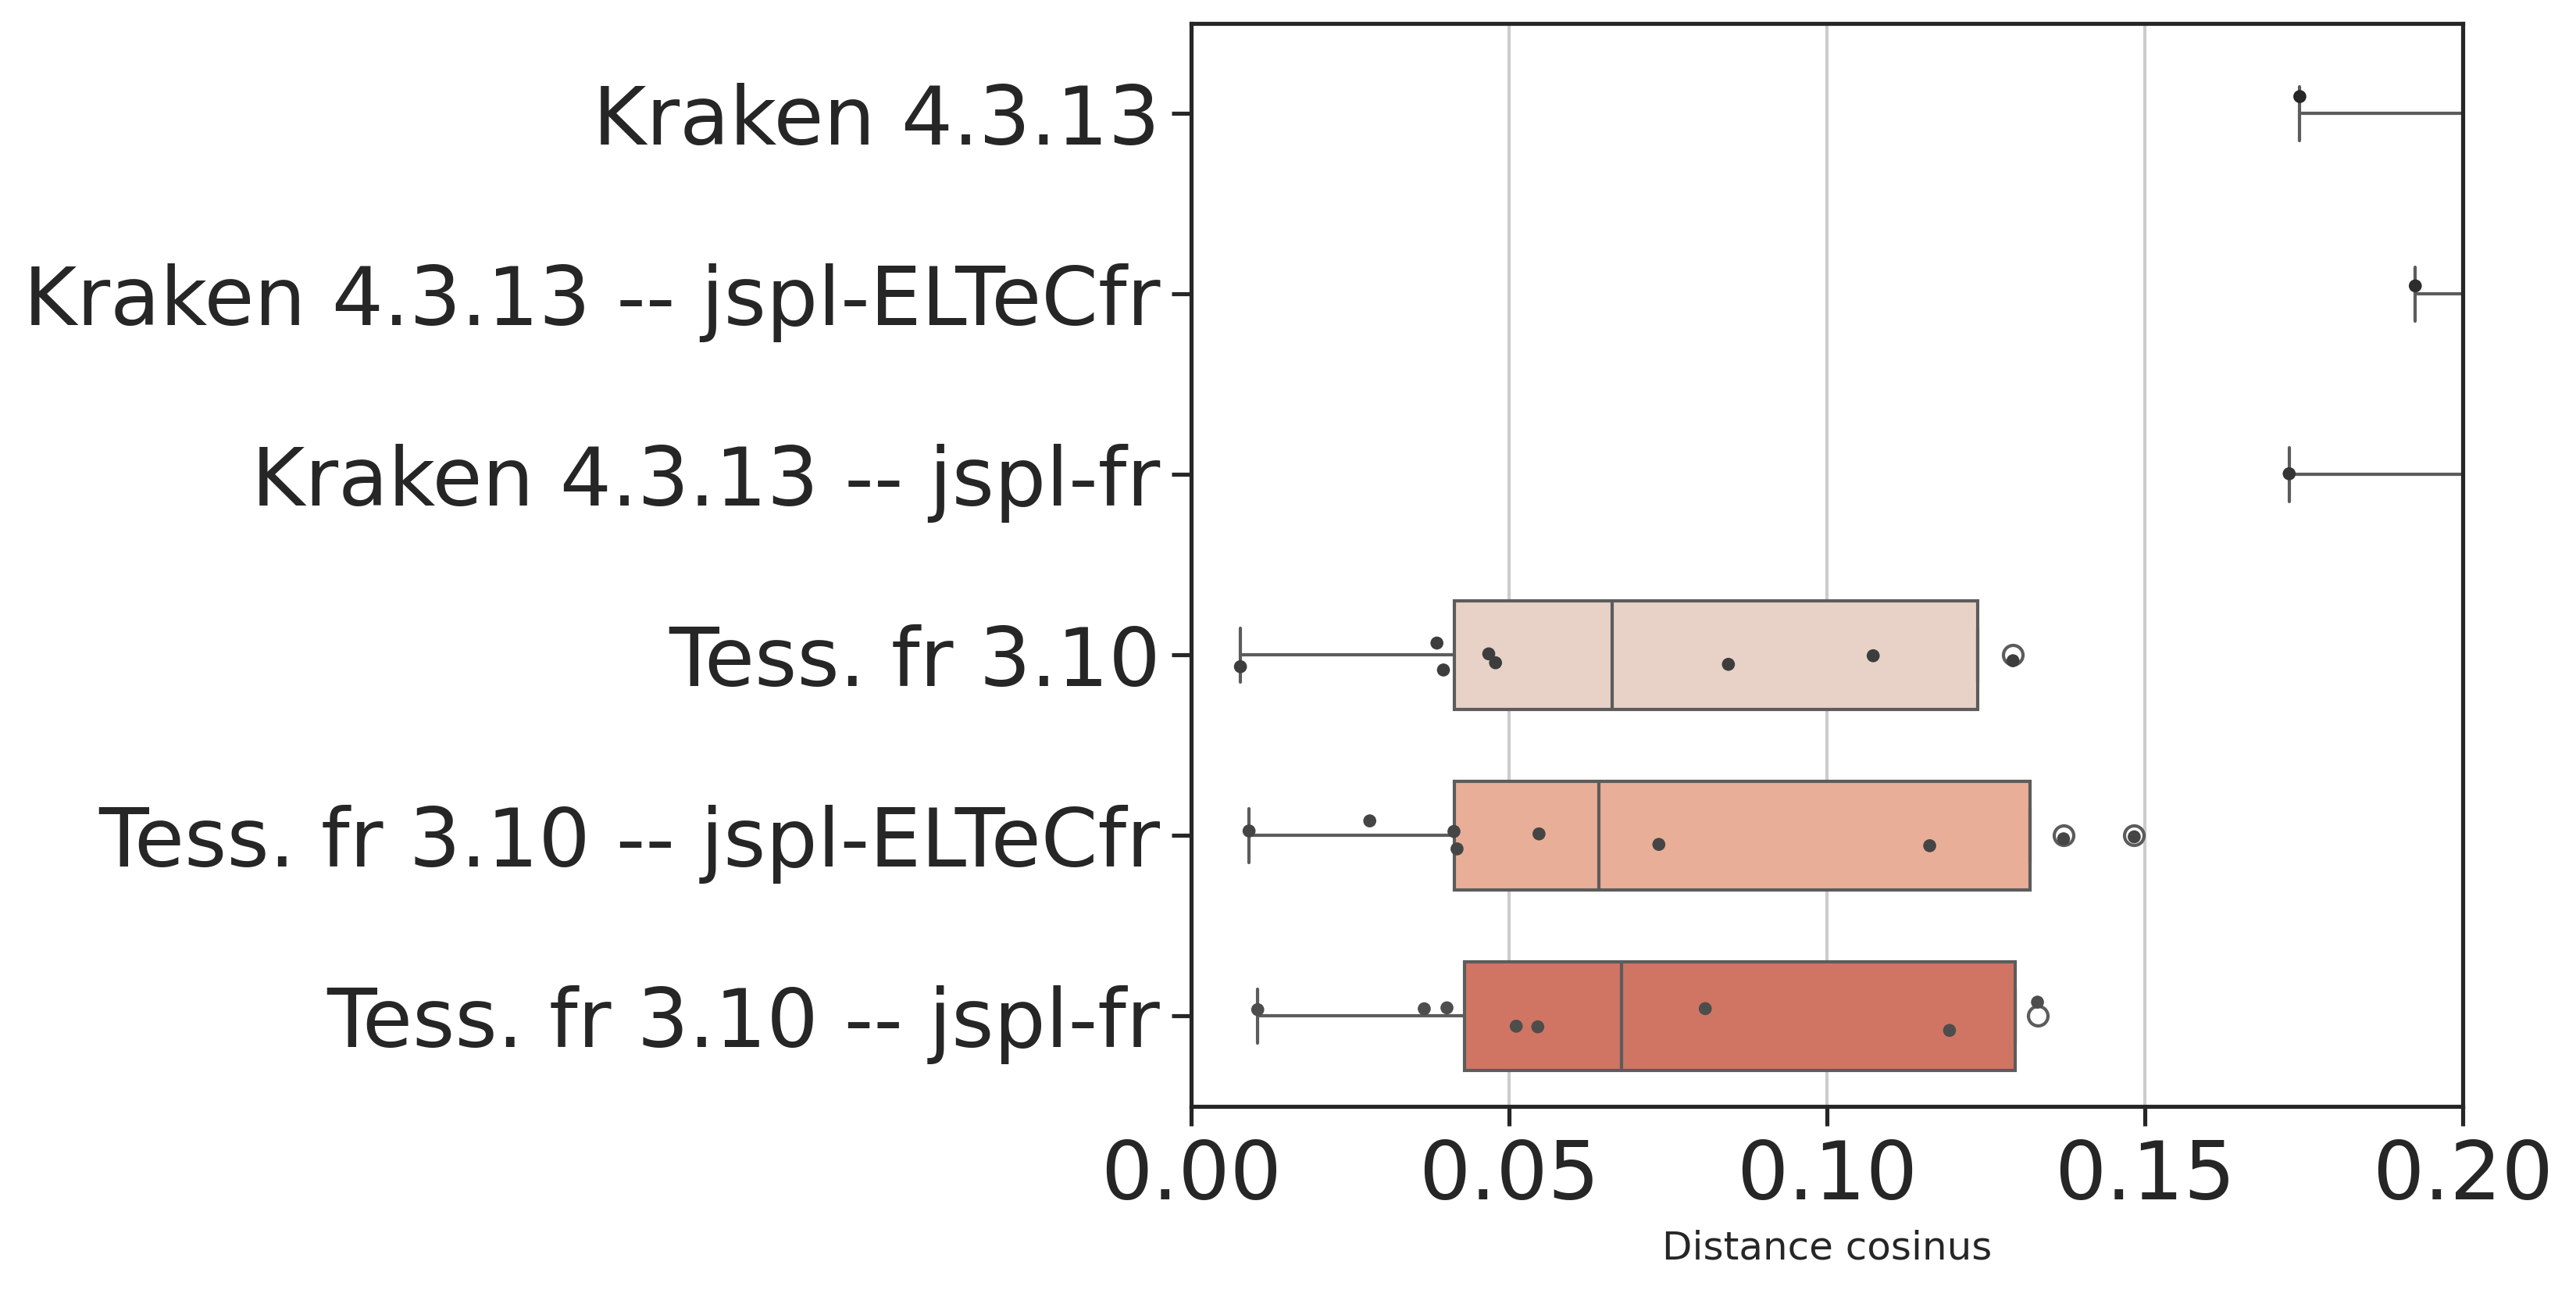 Kraken 4.3.13
Kraken 4.3.13 -- jspl-ELTeCfr
Kraken 4.3.13 -- jspl-fr
Tess. fr 3.10
Tess. fr 3.10 -- jspl-ELTeCfr
Tess. fr 3.10 -- jspl-fr
0.00 0.05 0.10 0.15 0.20
Distance cosinus